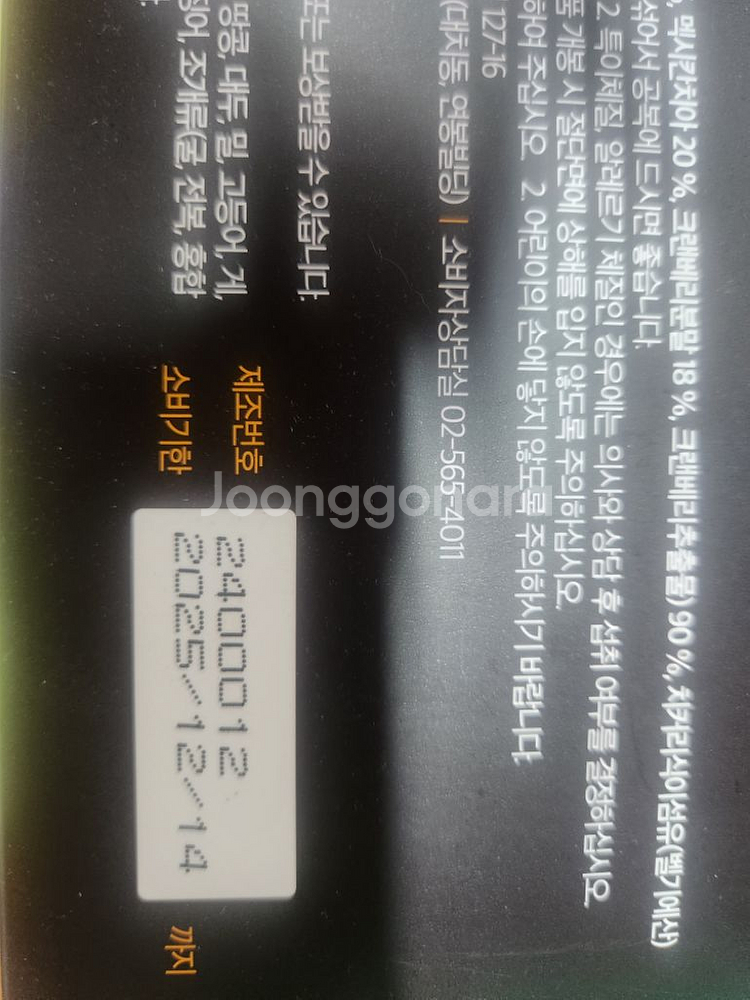 , 멕시칸치아 20 %, 크랜베리분말 18 %, 크랜베리추출물) 90 %, 치커리식이섬유(벨기에산)
섞어서 공복에 드시면 좋습니다.
2. 특이체질, 알레르기 체질인 경우에는 의사와 상담 후 섭취 여부를 결정하십시오.
품 개봉 시 절단면에 상해를 입지 않도록 주의하십시오.
하여 주십시오. 2. 어린이의 손에 닿지 않도록 주의하시기 바랍니다.
127-16
(대치동, 연봉빌딩) | 소비자상담실 02-565-4011
또는 보상받을 수 있습니다.
땅콩, 대두, 밀, 고등어, 게,
징어, 조개류(굴, 전복, 홍합
제조번호 2400012
소비기한 2025/12/14 까지
Joonggonara